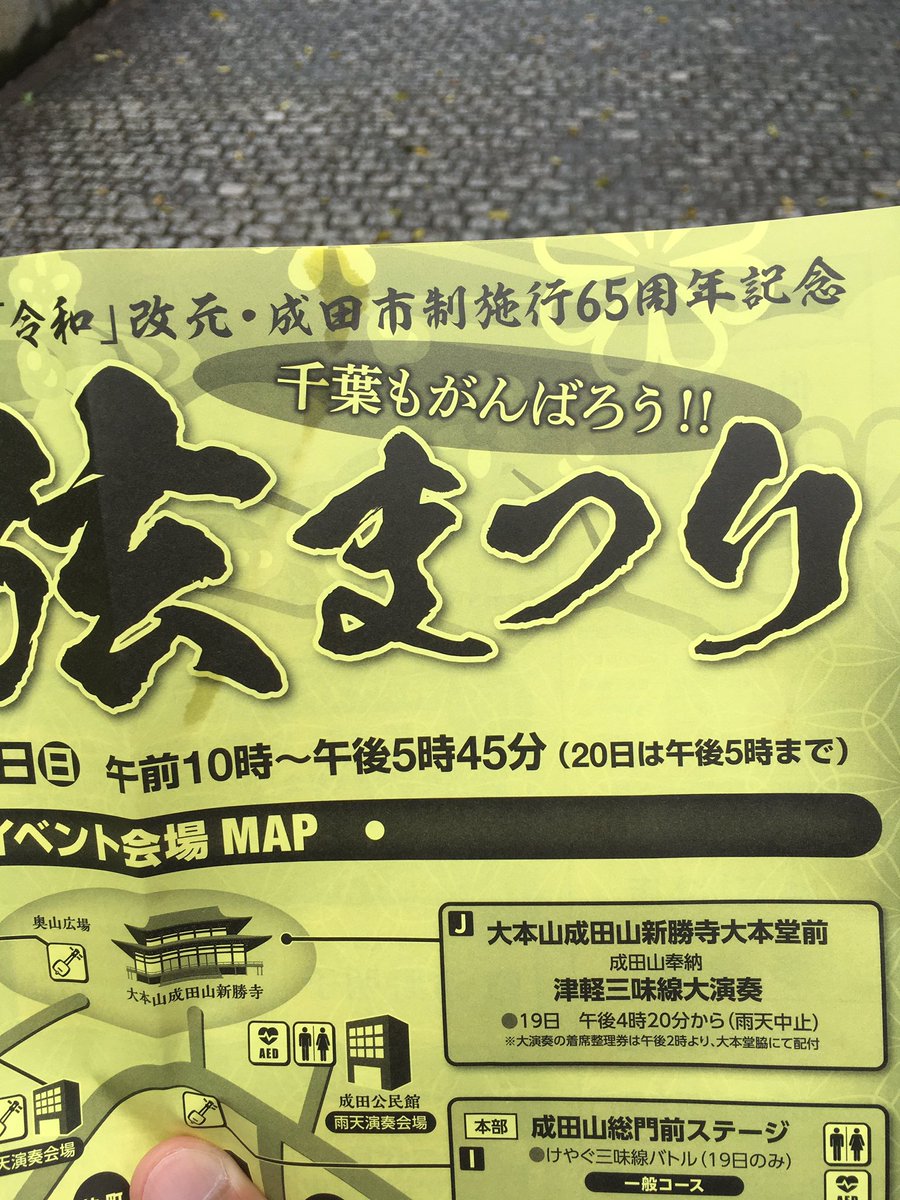 「令和」改元・成田市制施行65周年記念
千葉もがんばろう!!
弦まつり
日㊐ 午前10時～午後5時45分（20日は午後5時まで）
イベント会場 MAP
奥山広場
大本山成田山新勝寺
J 大本山成田山新勝寺大本堂前
成田山奉納
津軽三味線大演奏
●19日 午後4時20分から（雨天中止）
※大演奏の着席整理券は午後2時より、大本堂脇にて配付
AED
成田公民館
雨天演奏会場
天演奏会場
本部 成田山総門前ステージ
I ●けやぐ三味線バトル（19日のみ）
一般コース
AED